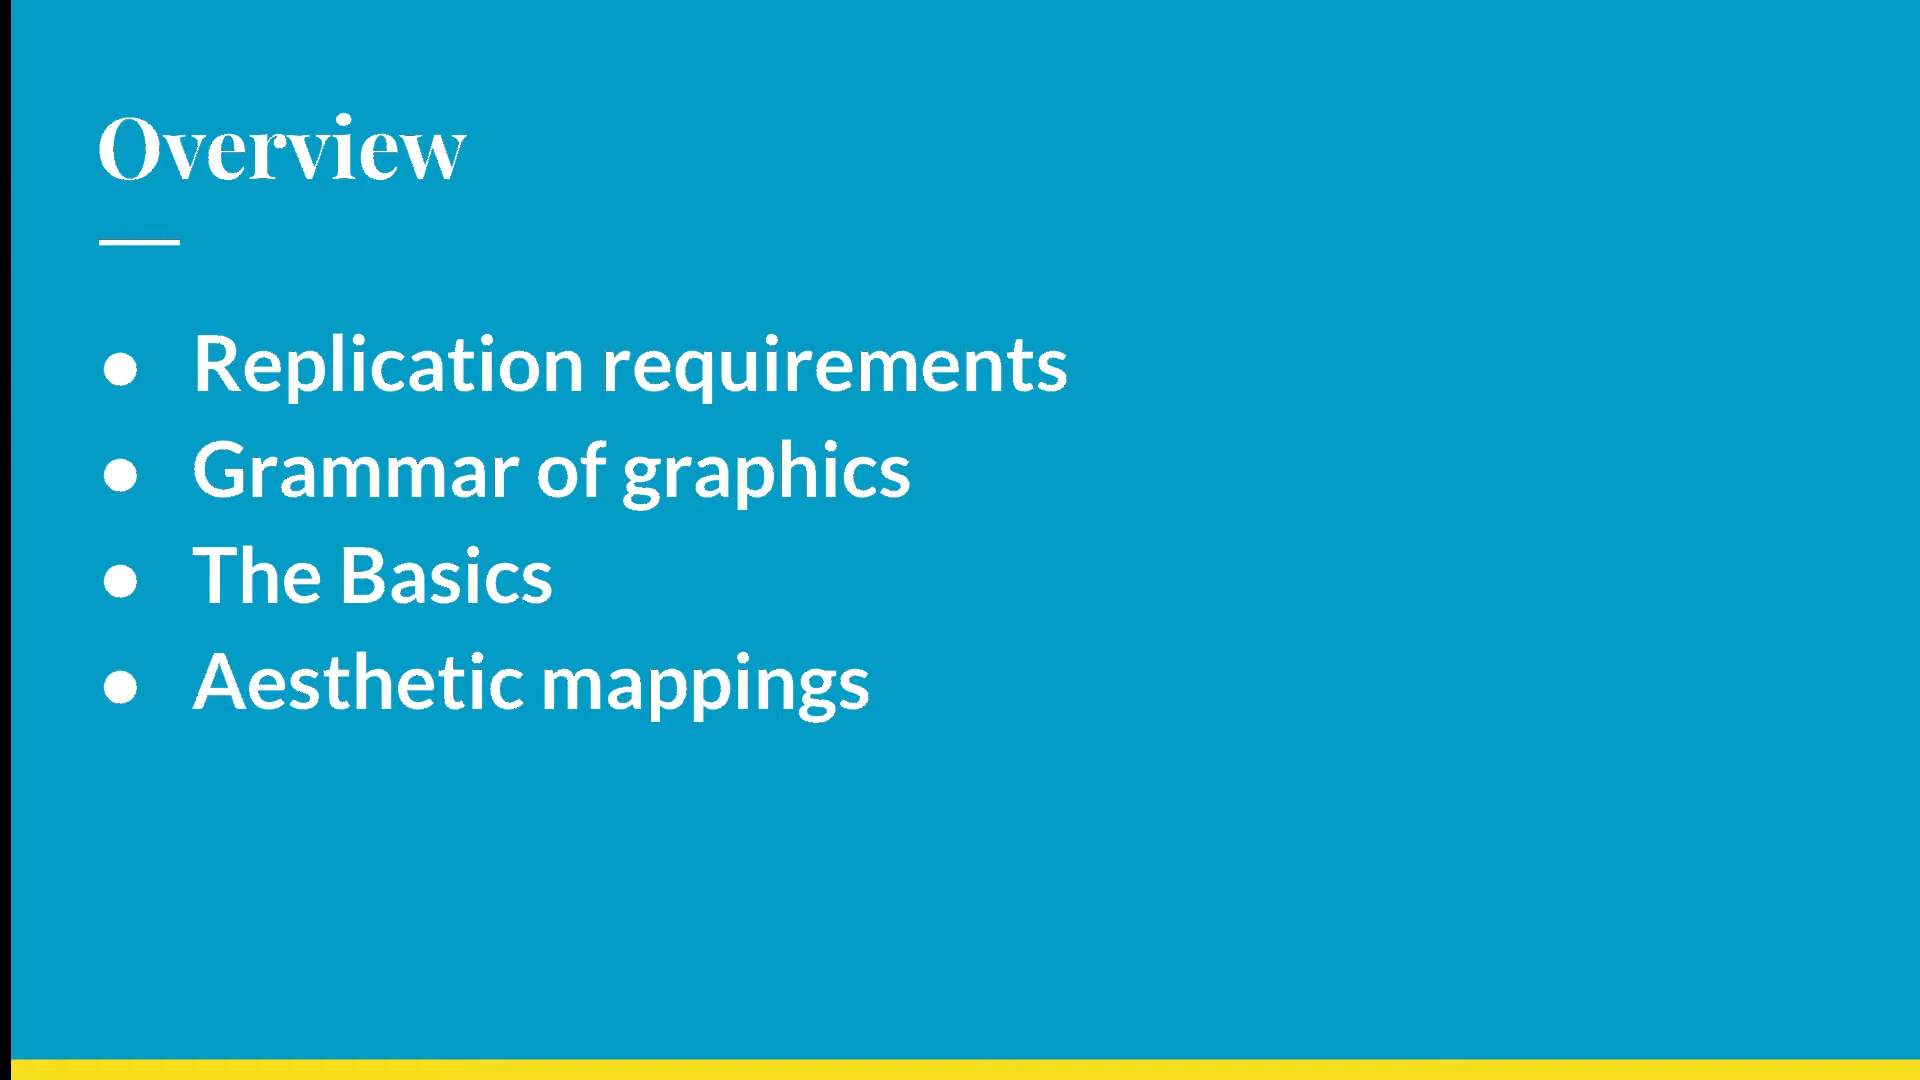 Overview
● Replication requirements
● Grammar of graphics
● The Basics
● Aesthetic mappings